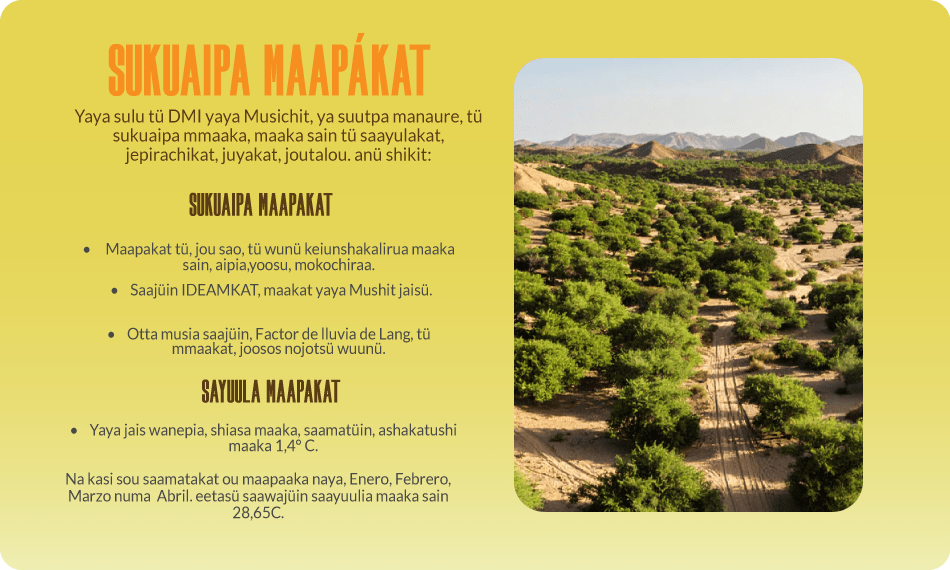 SUKUAIPA MAAPÁKAT
Yaya sulu tü DMI yaya Musichit, ya suutpa manaure, tü
sukuaipa mmaaka, maaka sain tü saayulakat,
jepirachikat, juyakat, joutalou. anü shikit:
SUKUAIPA MAAPAKAT
• Maapakat tü, jou sao, tü wunü keiunshakalirua maaka
sain, aipia,yoosu, mokochiraa.
• Saajüin IDEAMKAT, maakat yaya Mushit jaisü.
• Otta musia saajüin, Factor de lluvia de Lang, tü
mmaakat, joosos nojotsü wuunü.
SAYUULA MAAPAKAT
• Yaya jais wanepia, shiasa maaka, saamatüin, ashakatushi
maaka 1,4° C.
Na kasi sou saamatakat ou maapaaka naya, Enero, Febrero,
Marzo numa Abril. eetasü saawajüin saayuulia maaka sain
28,65C.